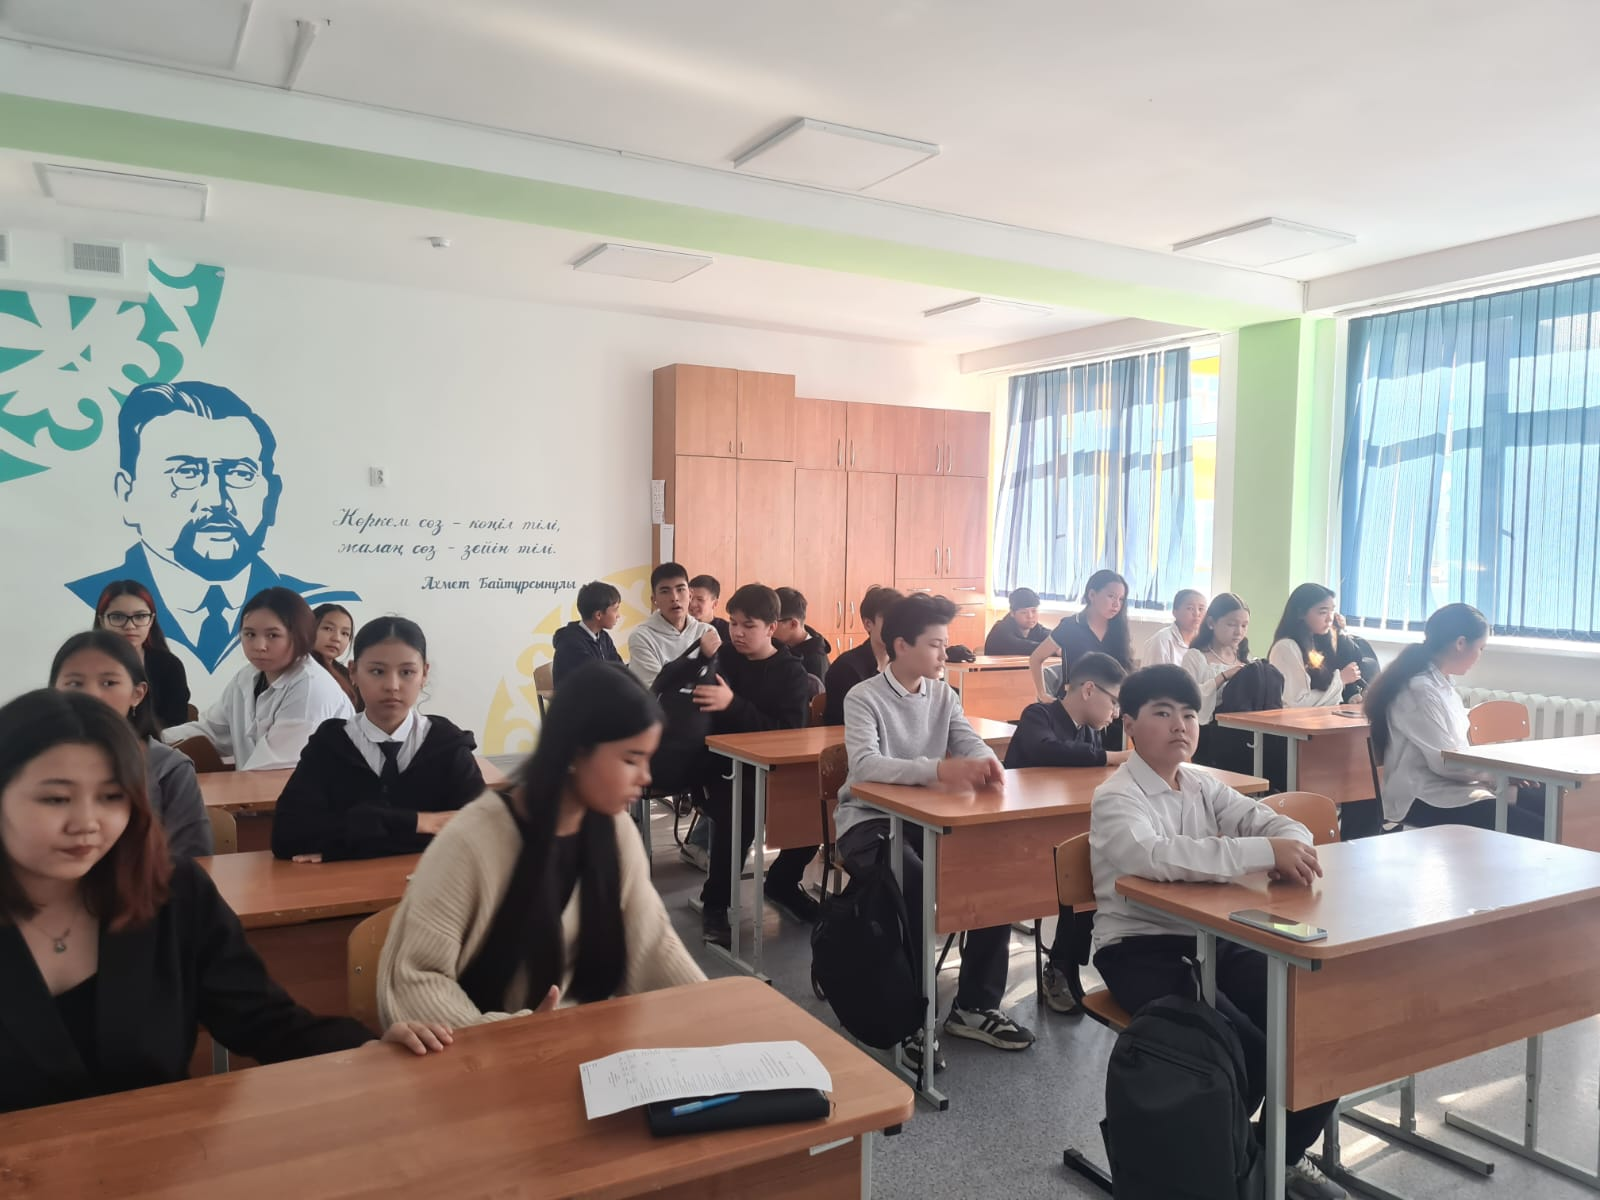 Көркем сөз – көңіл тілі,
жалаң сөз – зейін тілі.
Ахмет Байтұрсынұлы